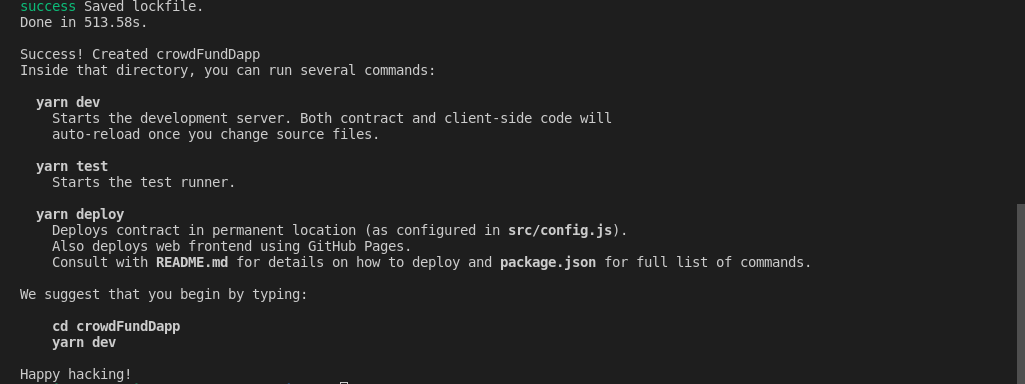 success Saved lockfile.
Done in 513.58s.
Success! Created crowdFundDapp
Inside that directory, you can run several commands:
yarn dev
Starts the development server. Both contract and client-side code will
auto-reload once you change source files.
yarn test
Starts the test runner.
yarn deploy
Deploys contract in permanent location (as configured in src/config.js).
Also deploys web frontend using GitHub Pages.
Consult with README.md for details on how to deploy and package.json for full list of commands.
We suggest that you begin by typing:
cd crowdFundDapp
yarn dev
Happy hacking!